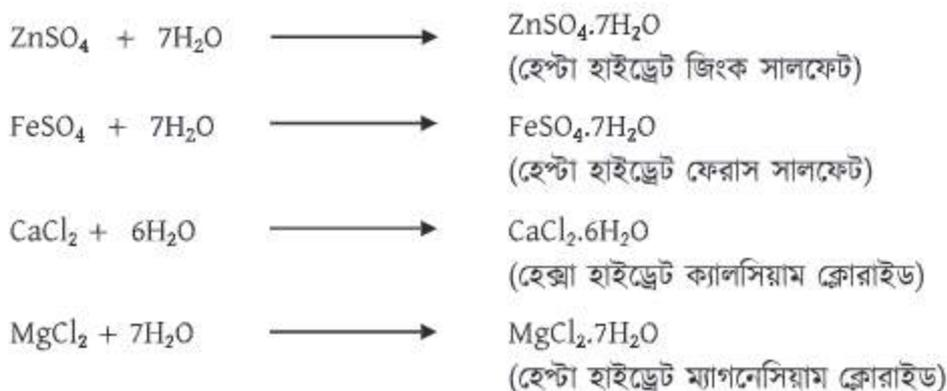 ZnSO₄ + 7H₂O ⟶ ZnSO₄.7H₂O
(হেপ্টা হাইড্রেট জিংক সালফেট)
FeSO₄ + 7H₂O ⟶ FeSO₄.7H₂O
(হেপ্টা হাইড্রেট ফেরাস সালফেট)
CaCl₂ + 6H₂O ⟶ CaCl₂.6H₂O
(হেক্সা হাইড্রেট ক্যালসিয়াম ক্লোরাইড)
MgCl₂ + 7H₂O ⟶ MgCl₂.7H₂O
(হেপ্টা হাইড্রেট ম্যাগনেসিয়াম ক্লোরাইড)